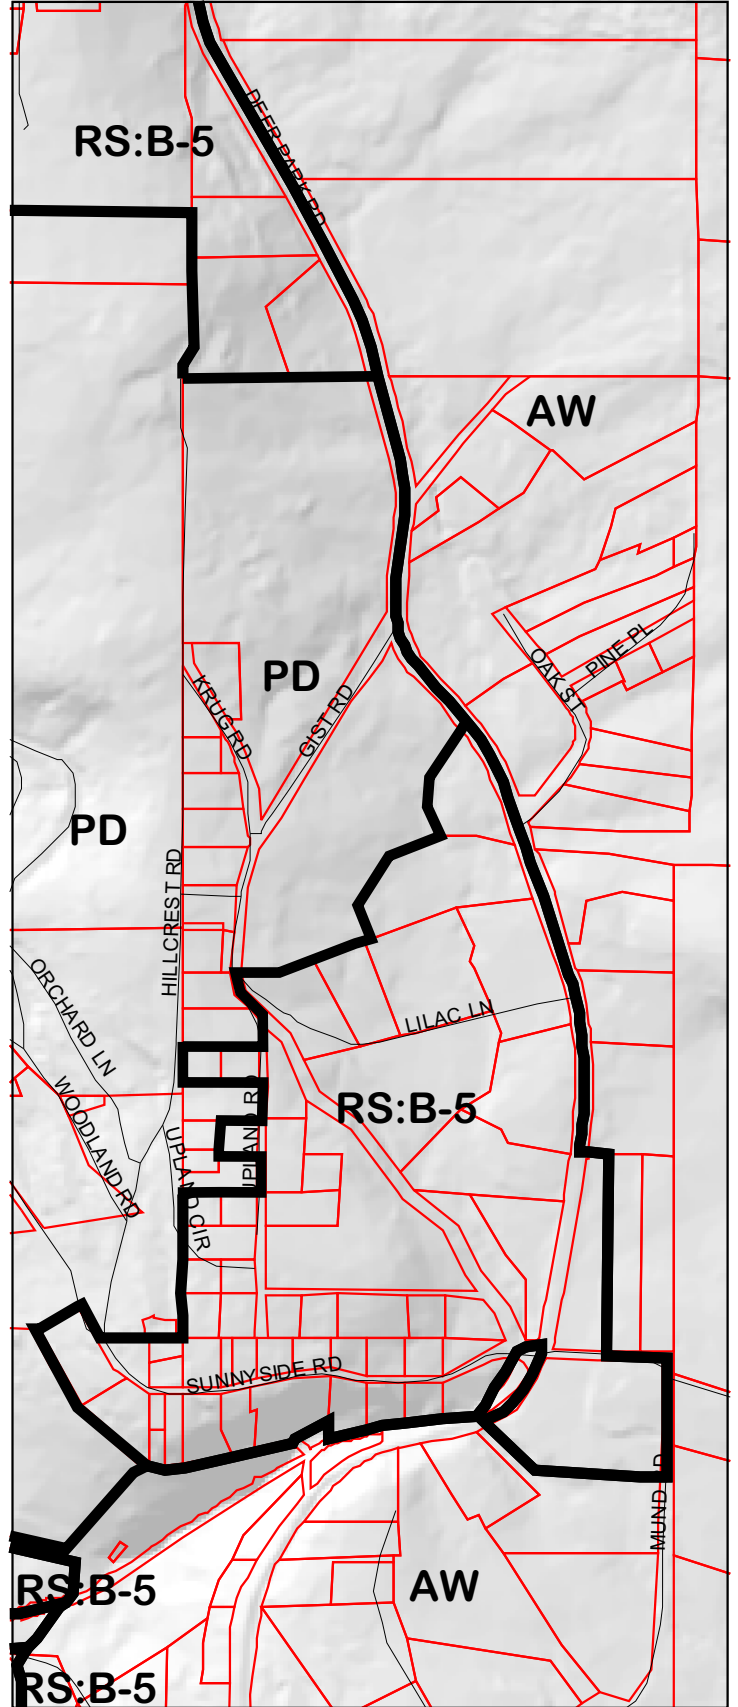 DEER PARK RD
RS:B-5
AW
PD
KRUG RD
GIST RD
OAK ST
PINE PL
PD
HILLCREST RD
ORCHARD LN
LILAC LN
WOODLAND RD
UPLAND RD
UPLAND CIR
RS:B-5
SUNNYSIDE RD
MUND RD
RS:B-5
AW
RS:B-5